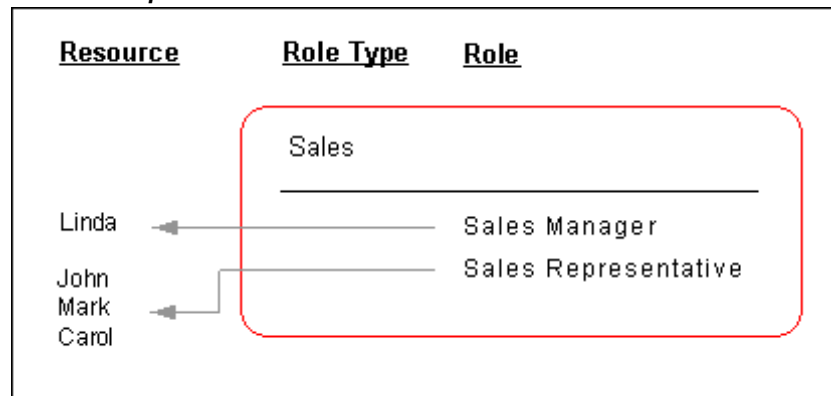 Resource Role Type Role
Sales
Linda Sales Manager
Sales Representative
John
Mark
Carol